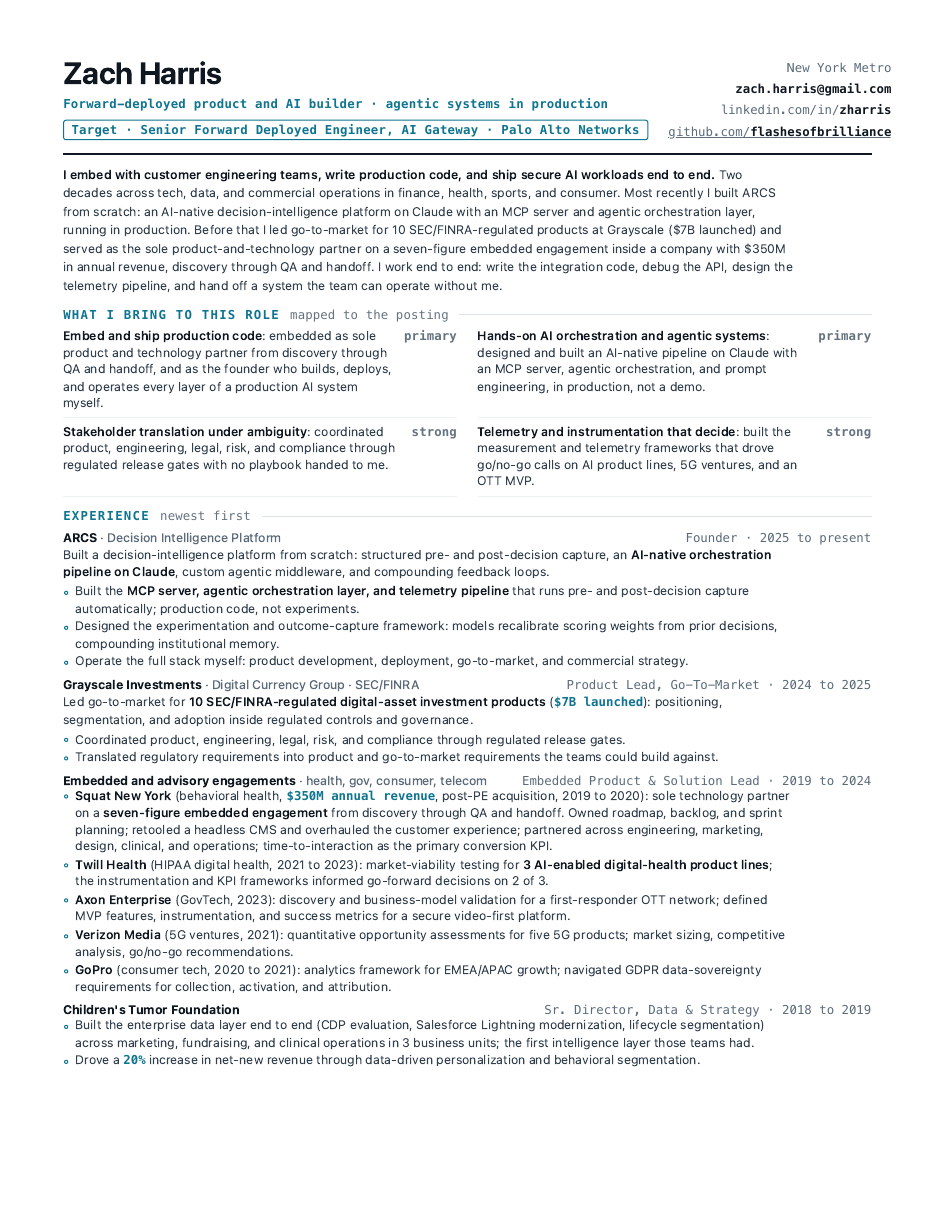 Zach Harris
New York Metro
zach.harris@gmail.com
Forward-deployed product and AI builder · agentic systems in production
linkedin.com/in/zharris
Target · Senior Forward Deployed Engineer, AI Gateway · Palo Alto Networks
github.com/flashesofbrilliance
I embed with customer engineering teams, write production code, and ship secure AI workloads end to end. Two
decades across tech, data, and commercial operations in finance, health, sports, and consumer. Most recently I built ARCS
from scratch: an AI-native decision-intelligence platform on Claude with an MCP server and agentic orchestration layer,
running in production. Before that I led go-to-market for 10 SEC/FINRA-regulated products at Grayscale ($7B launched) and
served as the sole product-and-technology partner on a seven-figure embedded engagement inside a company with $350M
in annual revenue, discovery through QA and handoff. I work end to end: write the integration code, debug the API, design the
telemetry pipeline, and hand off a system the team can operate without me.
WHAT I BRING TO THIS ROLE mapped to the posting
Embed and ship production code: embedded as sole primary
product and technology partner from discovery through
QA and handoff, and as the founder who builds, deploys,
and operates every layer of a production AI system
myself.
Hands-on AI orchestration and agentic systems: primary
designed and built an AI-native pipeline on Claude with
an MCP server, agentic orchestration, and prompt
engineering, in production, not a demo.
Stakeholder translation under ambiguity: coordinated strong
product, engineering, legal, risk, and compliance through
regulated release gates with no playbook handed to me.
Telemetry and instrumentation that decide: built the strong
measurement and telemetry frameworks that drove
go/no-go calls on AI product lines, 5G ventures, and an
OTT MVP.
EXPERIENCE newest first
ARCS · Decision Intelligence Platform Founder · 2025 to present
Built a decision-intelligence platform from scratch: structured pre- and post-decision capture, an AI-native orchestration
pipeline on Claude, custom agentic middleware, and compounding feedback loops.
Built the MCP server, agentic orchestration layer, and telemetry pipeline that runs pre- and post-decision capture
automatically; production code, not experiments.
Designed the experimentation and outcome-capture framework: models recalibrate scoring weights from prior decisions,
compounding institutional memory.
Operate the full stack myself: product development, deployment, go-to-market, and commercial strategy.
Grayscale Investments · Digital Currency Group · SEC/FINRA Product Lead, Go-To-Market · 2024 to 2025
Led go-to-market for 10 SEC/FINRA-regulated digital-asset investment products ($7B launched): positioning,
segmentation, and adoption inside regulated controls and governance.
Coordinated product, engineering, legal, risk, and compliance through regulated release gates.
Translated regulatory requirements into product and go-to-market requirements the teams could build against.
Embedded and advisory engagements · health, gov, consumer, telecom Embedded Product & Solution Lead · 2019 to 2024
Squat New York (behavioral health, $350M annual revenue, post-PE acquisition, 2019 to 2020): sole technology partner
on a seven-figure embedded engagement from discovery through QA and handoff. Owned roadmap, backlog, and sprint
planning; retooled a headless CMS and overhauled the customer experience; partnered across engineering, marketing,
design, clinical, and operations; time-to-interaction as the primary conversion KPI.
Twill Health (HIPAA digital health, 2021 to 2023): market-viability testing for 3 AI-enabled digital-health product lines;
the instrumentation and KPI frameworks informed go-forward decisions on 2 of 3.
Axon Enterprise (GovTech, 2023): discovery and business-model validation for a first-responder OTT network; defined
MVP features, instrumentation, and success metrics for a secure video-first platform.
Verizon Media (5G ventures, 2021): quantitative opportunity assessments for five 5G products; market sizing, competitive
analysis, go/no-go recommendations.
GoPro (consumer tech, 2020 to 2021): analytics framework for EMEA/APAC growth; navigated GDPR data-sovereignty
requirements for collection, activation, and attribution.
Children's Tumor Foundation Sr. Director, Data & Strategy · 2018 to 2019
Built the enterprise data layer end to end (CDP evaluation, Salesforce Lightning modernization, lifecycle segmentation)
across marketing, fundraising, and clinical operations in 3 business units; the first intelligence layer those teams had.
Drove a 20% increase in net-new revenue through data-driven personalization and behavioral segmentation.